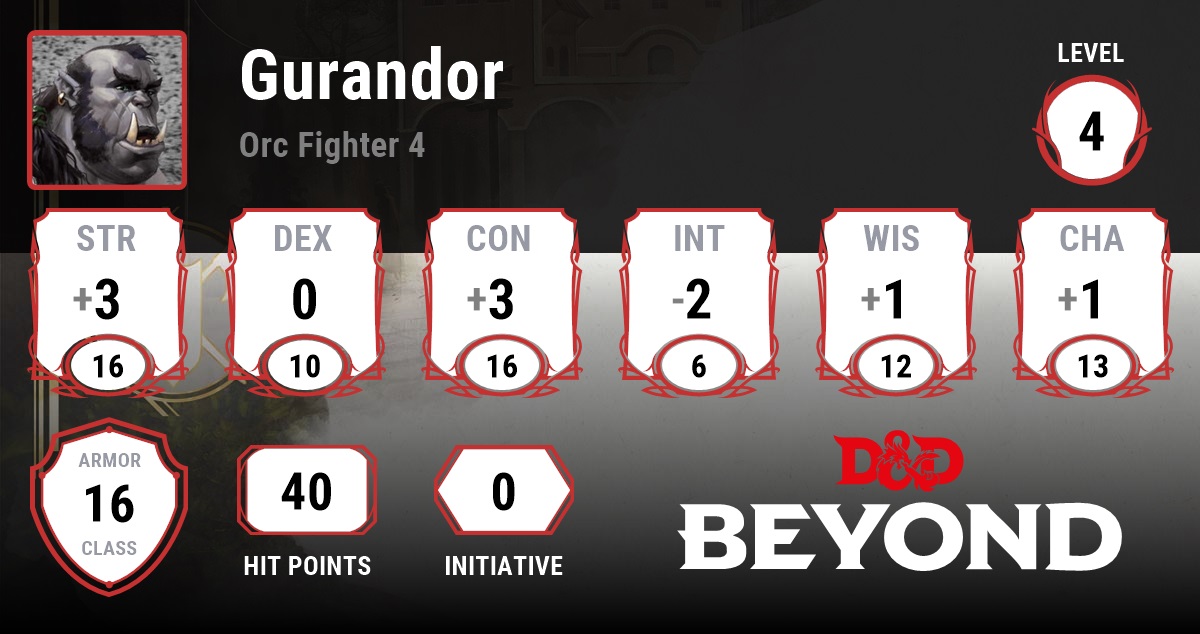 Gurandor
Orc Fighter 4
LEVEL
4
STR
+3
16
DEX
0
10
CON
+3
16
INT
-2
6
WIS
+1
12
CHA
+1
13
ARMOR
16
CLASS
40
HIT POINTS
0
INITIATIVE
D&D
BEYOND